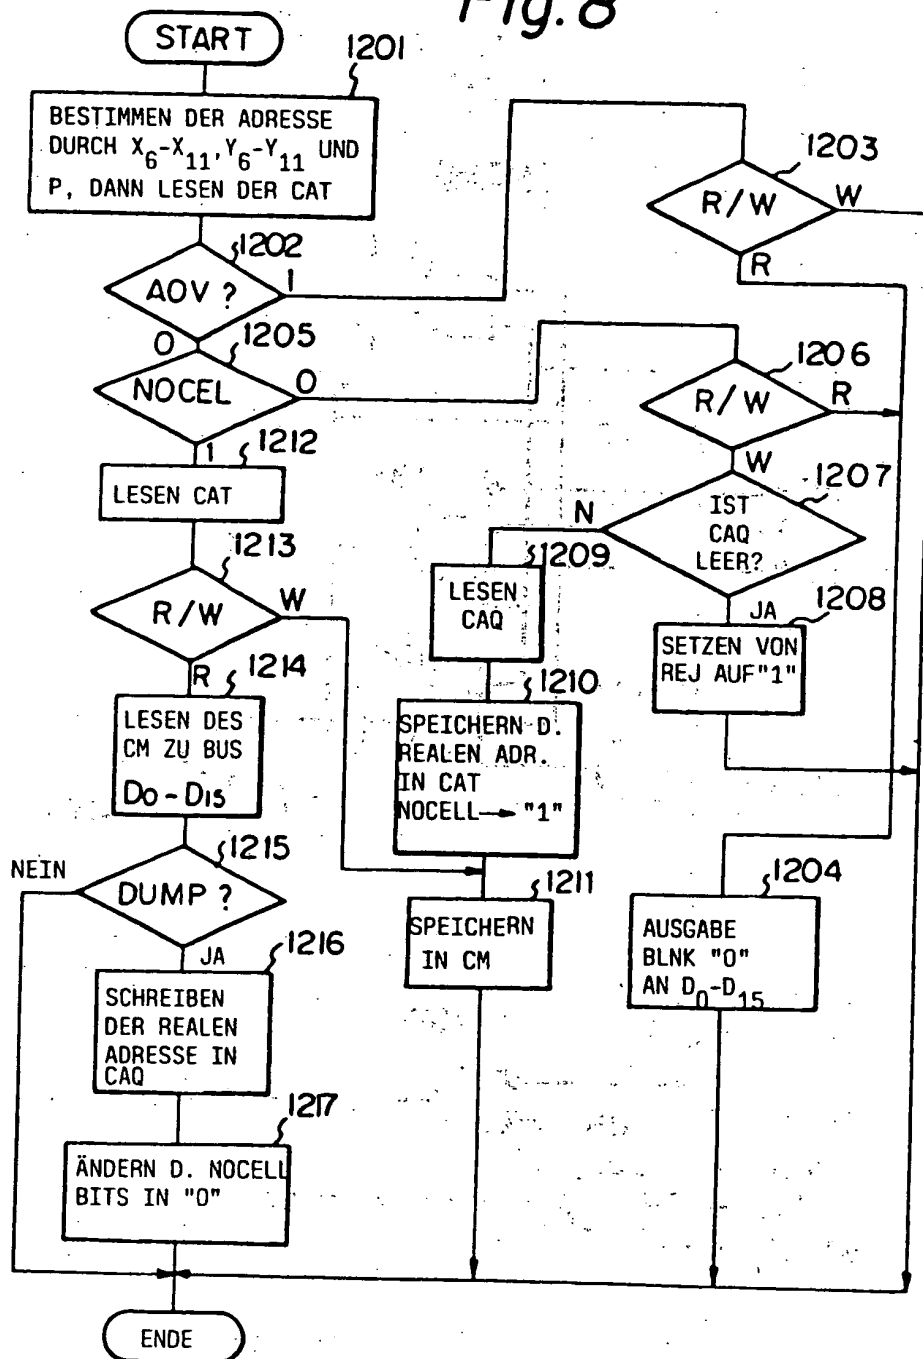 Fig. 8
START
1201
BESTIMMEN DER ADRESSE
DURCH X6-X11, Y6-Y11 UND
P, DANN LESEN DER CAT
1202
AOV ?
1
0
1203
R/W
W
R
1205
NOCEL
0
1
1206
R/W
R
W
1207
IST
CAQ
LEER?
N
JA
1208
SETZEN VON
REJ AUF "1"
1209
LESEN
CAQ
1210
SPEICHERN D.
REALEN ADR.
IN CAT
NOCELL→ "1"
1211
SPEICHERN
IN CM
1204
AUSGABE
BLNK "0"
AN D0-D15
1212
LESEN CAT
1213
R/W
W
R
1214
LESEN DES
CM ZU BUS
D0-D15
1215
DUMP ?
NEIN
JA
1216
SCHREIBEN
DER REALEN
ADRESSE IN
CAQ
1217
ÄNDERN D. NOCELL
BITS IN "0"
ENDE